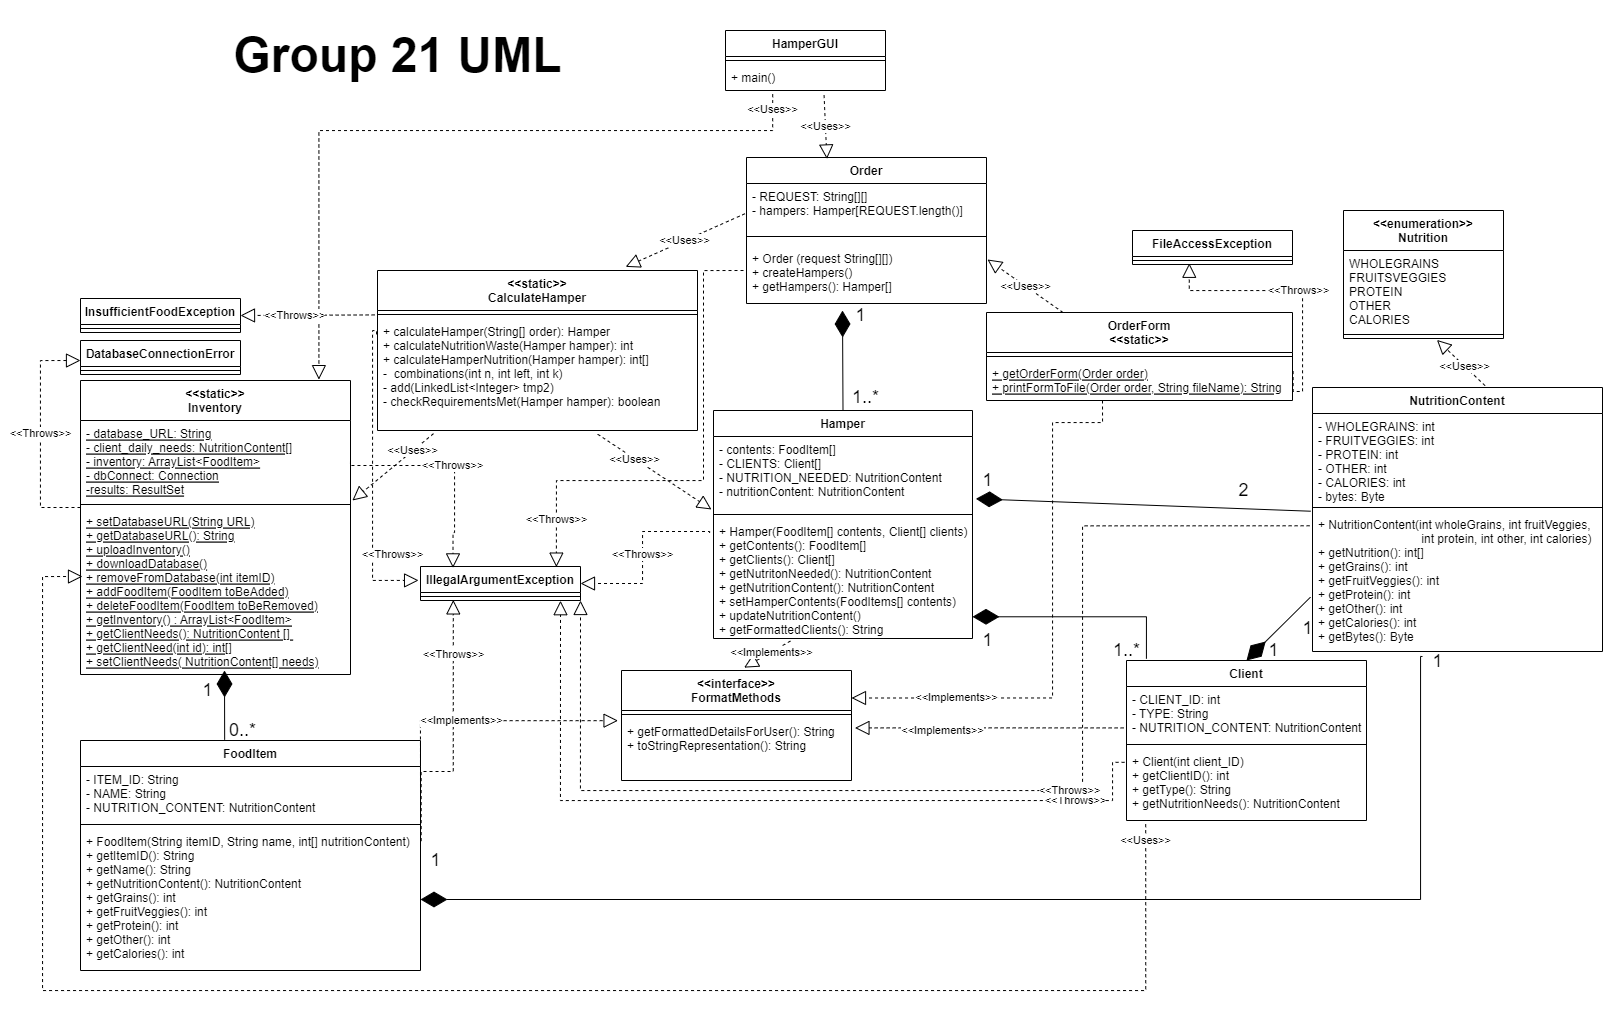 Group 21 UML
HamperGUI
+ main()
<<Uses>>
<<Uses>>
Order
- REQUEST: String[][]
- hampers: Hamper[REQUEST.length()]
+ Order (request String[][])
+ createHampers()
+ getHampers(): Hamper[]
<<Uses>>
<<Uses>>
FileAccessException
<<Throws>>
<<enumeration>>
Nutrition
WHOLEGRAINS
FRUITSVEGGIES
PROTEIN
OTHER
CALORIES
<<Uses>>
InsufficientFoodException
<<Throws>>
DatabaseConnectionError
<<Throws>>
<<static>>
CalculateHamper
+ calculateHamper(String[] order): Hamper
+ calculateNutritionWaste(Hamper hamper): int
+ calculateHamperNutrition(Hamper hamper): int[]
- combinations(int n, int left, int k)
- add(LinkedList<Integer> tmp2)
- checkRequirementsMet(Hamper hamper): boolean
<<Uses>>
<<Uses>>
<<Throws>>
<<Throws>>
<<Throws>>
<<Throws>>
OrderForm
<<static>>
+ getOrderForm(Order order)
+ printFormToFile(Order order, String fileName): String
1
1..*
<<static>>
Inventory
- database_URL: String
- client_daily_needs: NutritionContent[]
- inventory: ArrayList<FoodItem>
- dbConnect: Connection
-results: ResultSet
+ setDatabaseURL(String URL)
+ getDatabaseURL(): String
+ uploadInventory()
+ downloadDatabase()
+ removeFromDatabase(int itemID)
+ addFoodItem(FoodItem toBeAdded)
+ deleteFoodItem(FoodItem toBeRemoved)
+ getInventory() : ArrayList<FoodItem>
+ getClientNeeds(): NutritionContent []
+ getClientNeed(int id): int[]
+ setClientNeeds( NutritionContent[] needs)
Hamper
- contents: FoodItem[]
- CLIENTS: Client[]
- NUTRITION_NEEDED: NutritionContent
- nutritionContent: NutritionContent
+ Hamper(FoodItem[] contents, Client[] clients)
+ getContents(): FoodItem[]
+ getClients(): Client[]
+ getNutritonNeeded(): NutritionContent
+ getNutritionContent(): NutritionContent
+ setHamperContents(FoodItems[] contents)
+ updateNutritionContent()
+ getFormattedClients(): String
1
2
1
1..*
NutritionContent
- WHOLEGRAINS: int
- FRUITVEGGIES: int
- PROTEIN: int
- OTHER: int
- CALORIES: int
- bytes: Byte
+ NutritionContent(int wholeGrains, int fruitVeggies,
int protein, int other, int calories)
+ getNutrition(): int[]
+ getGrains(): int
+ getFruitVeggies(): int
+ getProtein(): int
+ getOther(): int
+ getCalories(): int
+ getBytes(): Byte
1
1
1
IllegalArgumentException
<<Throws>>
<<Implements>>
<<Implements>>
<<Implements>>
<<Implements>>
<<interface>>
FormatMethods
+ getFormattedDetailsForUser(): String
+ toStringRepresentation(): String
<<Throws>>
<<Throws>>
Client
- CLIENT_ID: int
- TYPE: String
- NUTRITION_CONTENT: NutritionContent
+ Client(int client_ID)
+ getClientID(): int
+ getType(): String
+ getNutritionNeeds(): NutritionContent
<<Uses>>
1
0..*
FoodItem
- ITEM_ID: String
- NAME: String
- NUTRITION_CONTENT: NutritionContent
+ FoodItem(String itemID, String name, int[] nutritionContent)
+ getItemID(): String
+ getName(): String
+ getNutritionContent(): NutritionContent
+ getGrains(): int
+ getFruitVeggies(): int
+ getProtein(): int
+ getOther(): int
+ getCalories(): int
1